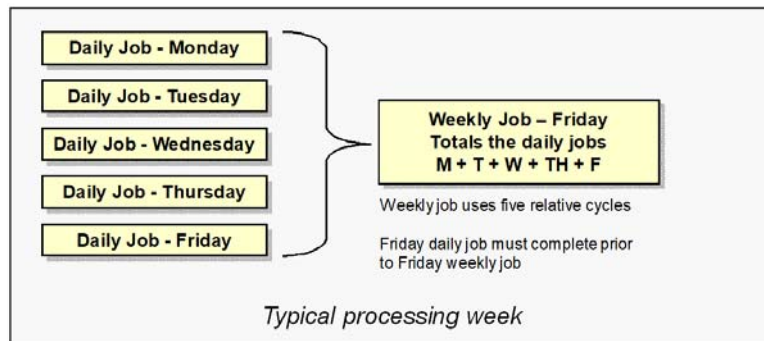 Daily Job - Monday
Daily Job - Tuesday
Daily Job - Wednesday
Daily Job - Thursday
Daily Job - Friday
Weekly Job – Friday
Totals the daily jobs
M + T + W + TH + F
Weekly job uses five relative cycles
Friday daily job must complete prior
to Friday weekly job
Typical processing week